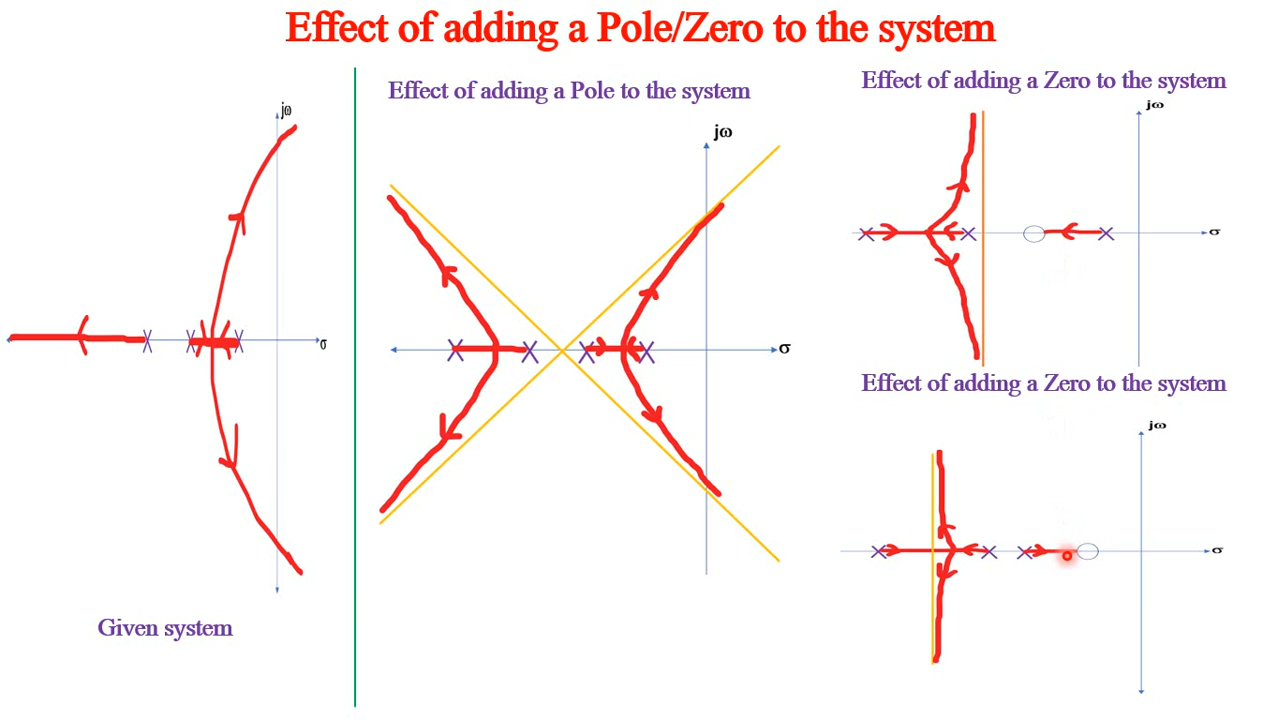 Effect of adding a Pole/Zero to the system
jω
σ
Given system
Effect of adding a Pole to the system
jω
σ
Effect of adding a Zero to the system
jω
σ
Effect of adding a Zero to the system
jω
σ